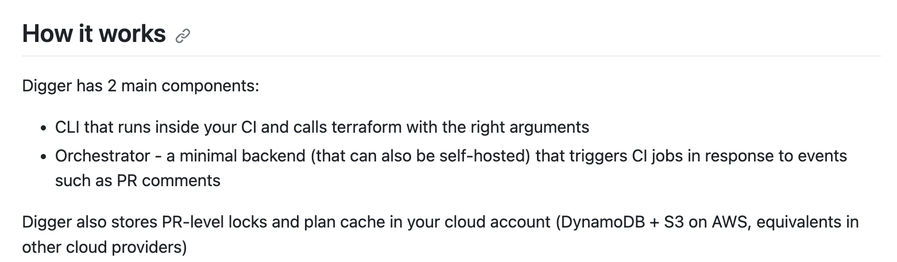 How it works
Digger has 2 main components:
• CLI that runs inside your CI and calls terraform with the right arguments
• Orchestrator - a minimal backend (that can also be self-hosted) that triggers CI jobs in response to events
such as PR comments
Digger also stores PR-level locks and plan cache in your cloud account (DynamoDB + S3 on AWS, equivalents in
other cloud providers)